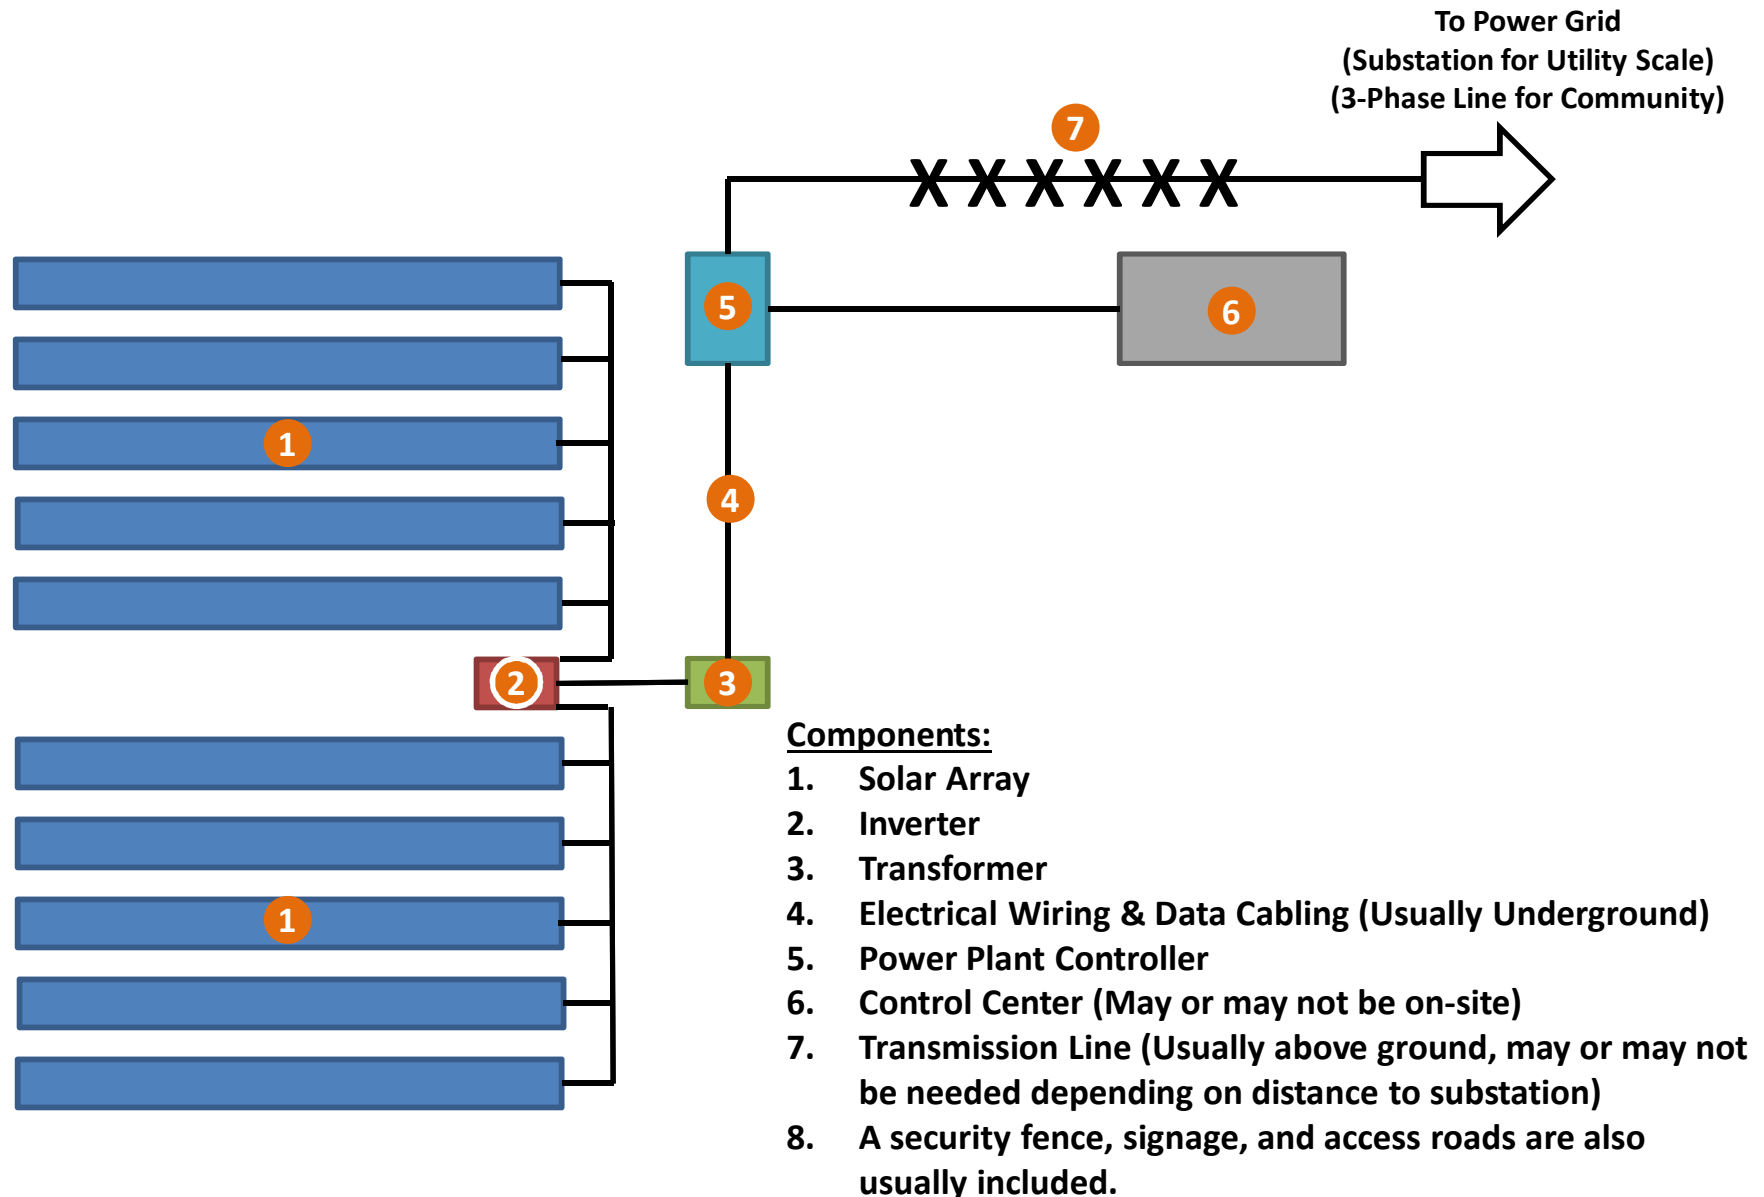 To Power Grid
(Substation for Utility Scale)
(3-Phase Line for Community)
7
X X X X X X
5
6
1
4
2
3
1
Components:
1. Solar Array
2. Inverter
3. Transformer
4. Electrical Wiring & Data Cabling (Usually Underground)
5. Power Plant Controller
6. Control Center (May or may not be on-site)
7. Transmission Line (Usually above ground, may or may not
be needed depending on distance to substation)
8. A security fence, signage, and access roads are also
usually included.